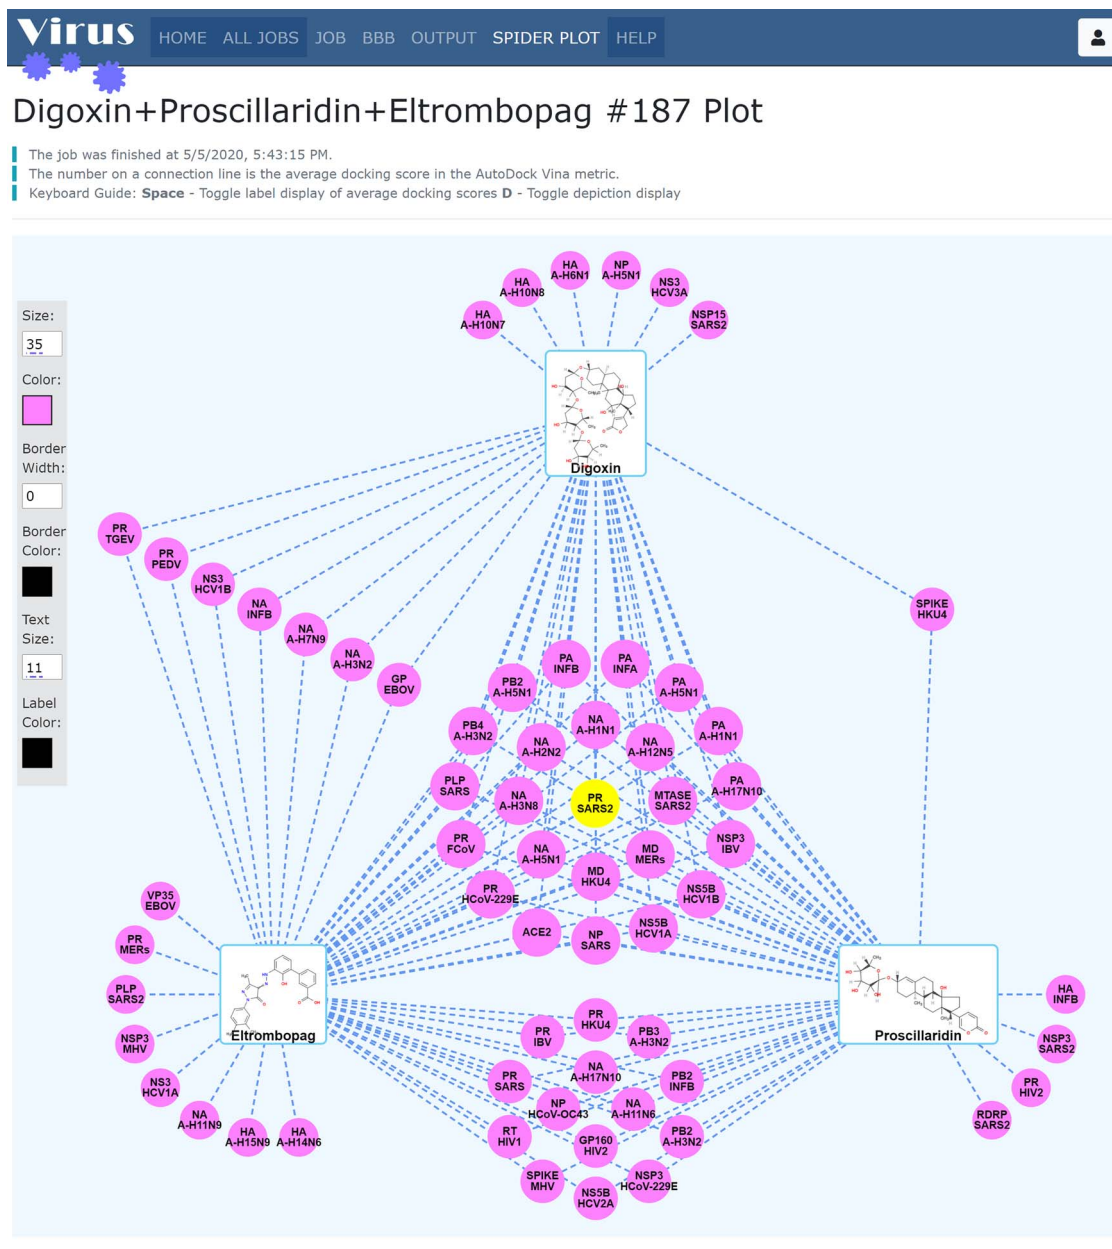 Virus
HOME ALL JOBS JOB BBB OUTPUT SPIDER PLOT HELP
Digoxin+Proscillaridin+Eltrombopag #187 Plot
The job was finished at 5/5/2020, 5:43:15 PM.
The number on a connection line is the average docking score in the AutoDock Vina metric.
Keyboard Guide: Space - Toggle label display of average docking scores D - Toggle depiction display
Size:
35
Color:
Border
Width:
0
Border
Color:
Text
Size:
11
Label
Color:
HA
A-H10N7
HA
A-H10N8
HA
A-H6N1
NP
A-H5N1
NS3
HCV3A
NSP15
SARS2
Digoxin
PR
TGEV
PR
PEDV
NS3
HCV1B
NA
INFB
NA
A-H7N9
NA
A-H3N2
GP
EBOV
SPIKE
HKU4
PA
INFB
PA
INFA
PB2
A-H5N1
PA
A-H5N1
PB4
A-H3N2
NA
A-H1N1
PA
A-H1N1
NA
A-H2N2
NA
A-H12N5
PLP
SARS
NA
A-H3N8
PR
SARS2
MTASE
SARS2
PA
A-H17N10
PR
FCoV
NA
A-H5N1
MD
MERs
NSP3
IBV
MD
HKU4
PR
HCoV-229E
NS5B
HCV1B
ACE2
NP
SARS
NS5B
HCV1A
VP35
EBOV
PR
MERs
PLP
SARS2
NSP3
MHV
NS3
HCV1A
NA
A-H11N9
HA
A-H15N9
HA
A-H14N6
Eltrombopag
Proscillaridin
HA
INFB
NSP3
SARS2
PR
HIV2
RDRP
SARS2
PR
HKU4
PR
IBV
PB3
A-H3N2
PR
SARS
NA
A-H17N10
PB2
INFB
NP
HCoV-OC43
NA
A-H11N6
RT
HIV1
GP160
HIV2
PB2
A-H3N2
SPIKE
MHV
NSP3
HCoV-229E
NS5B
HCV2A